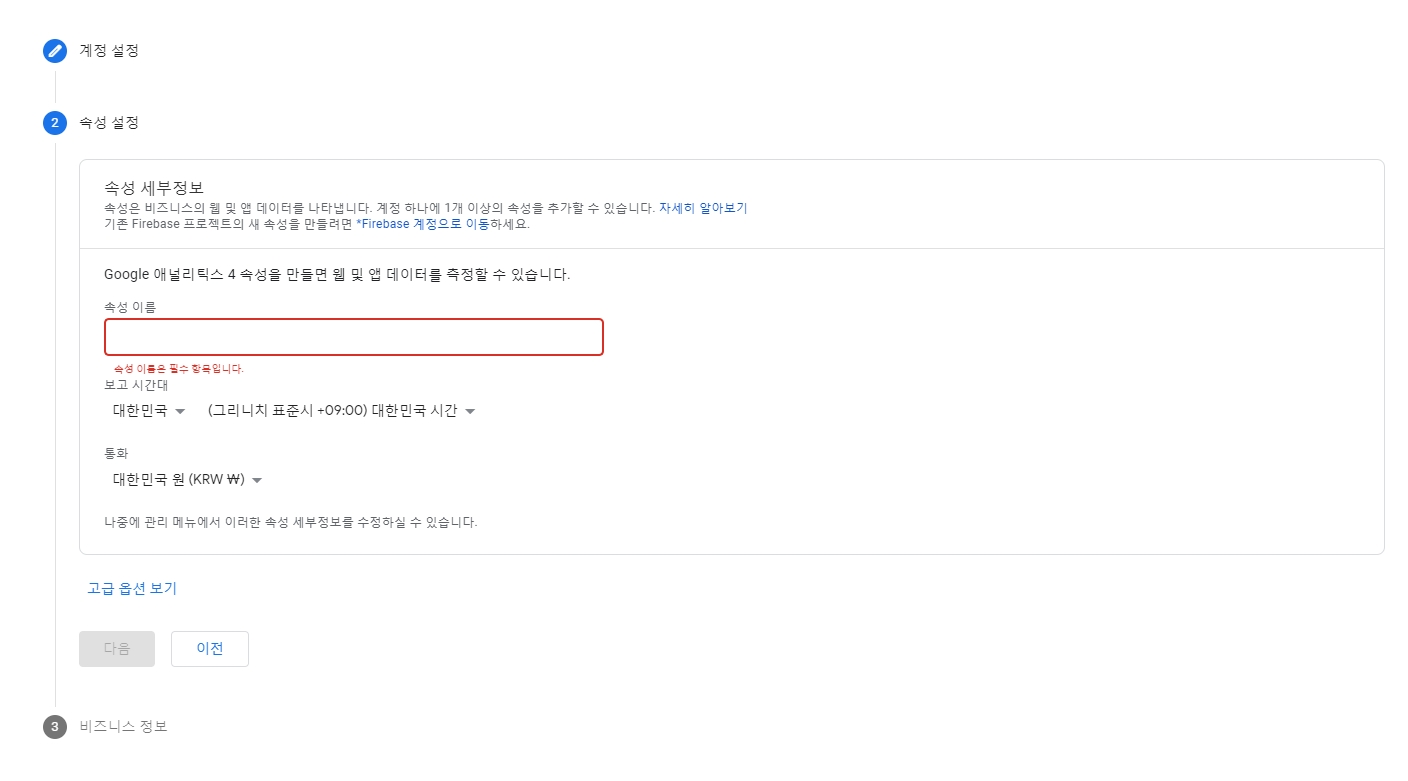 계정 설정
2 속성 설정
속성 세부정보
속성은 비즈니스의 웹 및 앱 데이터를 나타냅니다. 계정 하나에 1개 이상의 속성을 추가할 수 있습니다. 자세히 알아보기
기존 Firebase 프로젝트의 새 속성을 만들려면 *Firebase 계정으로 이동하세요.
Google 애널리틱스 4 속성을 만들면 웹 및 앱 데이터를 측정할 수 있습니다.
속성 이름
속성 이름은 필수 항목입니다.
보고 시간대
대한민국 (그리니치 표준시 +09:00) 대한민국 시간
통화
대한민국 원 (KRW ₩)
나중에 관리 메뉴에서 이러한 속성 세부정보를 수정하실 수 있습니다.
고급 옵션 보기
다음 이전
3 비즈니스 정보